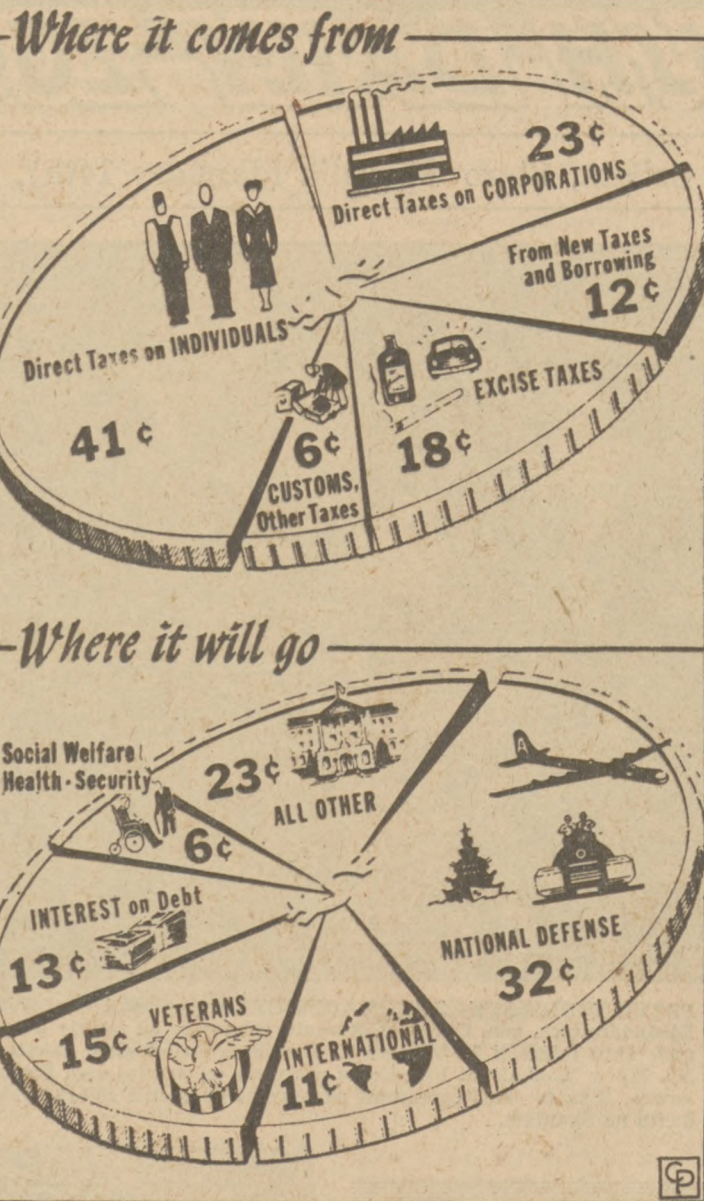 Where it comes from
23¢
Direct Taxes on CORPORATIONS
From New Taxes
and Borrowing
12¢
Direct Taxes on INDIVIDUALS
41¢
EXCISE TAXES
18¢
6¢
CUSTOMS,
Other Taxes
Where it will go
Social Welfare
Health - Security
6¢
23¢
ALL OTHER
A
NATIONAL DEFENSE
32¢
INTEREST on Debt
13¢
VETERANS
15¢
INTERNATIONAL
11¢
CP